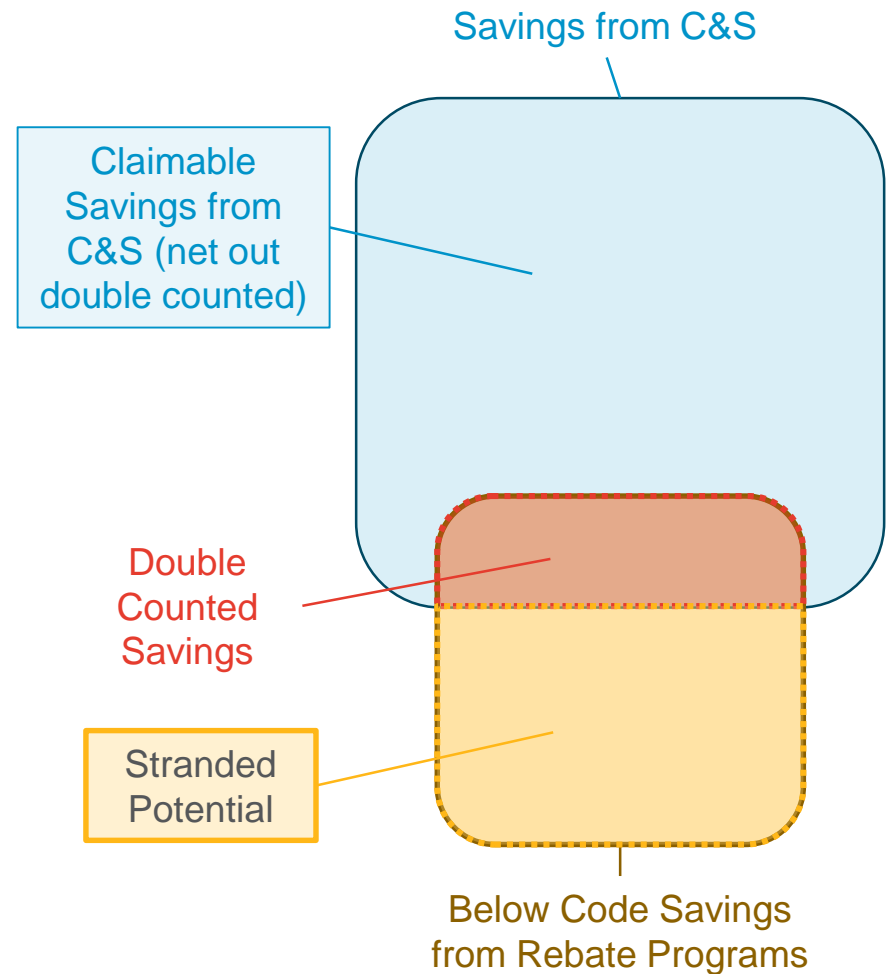 Savings from C&S
Claimable
Savings from
C&S (net out
double counted)
Double
Counted
Savings
Stranded
Potential
Below Code Savings
from Rebate Programs